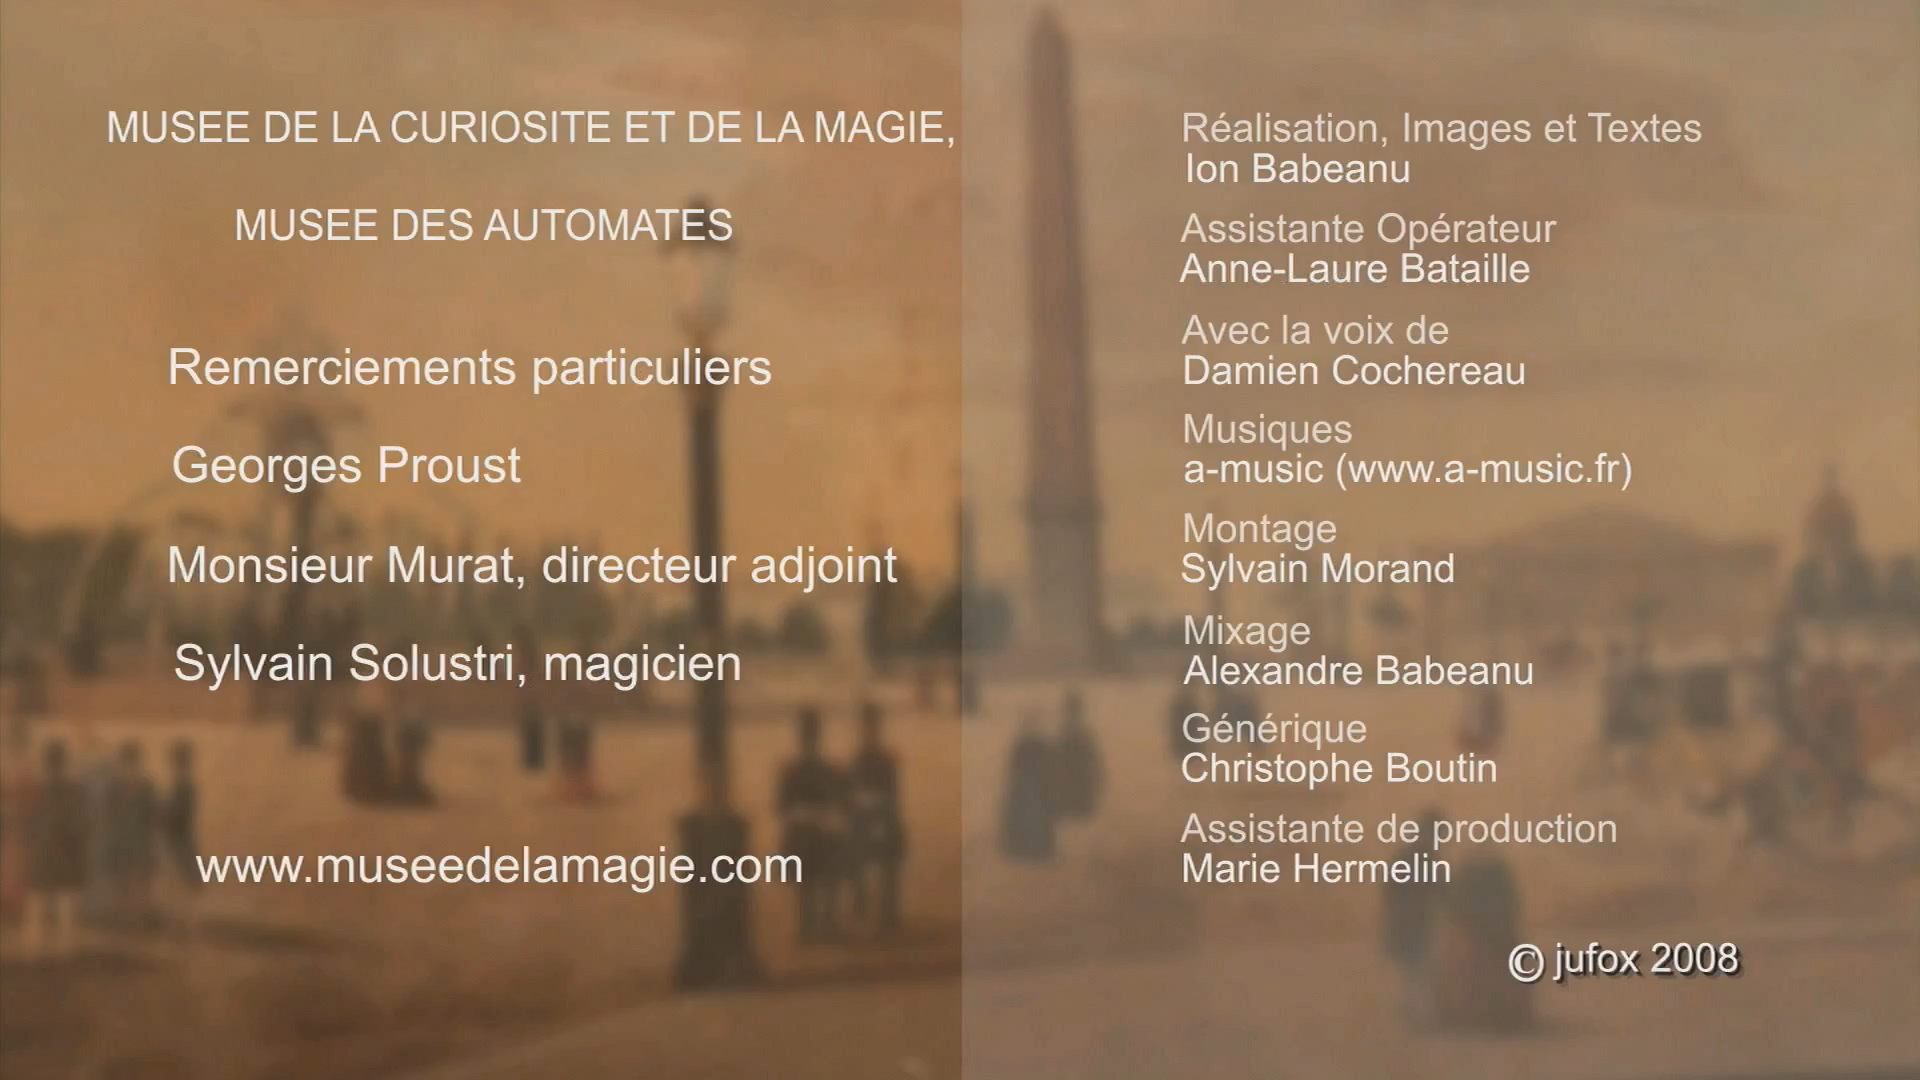 MUSEE DE LA CURIOSITE ET DE LA MAGIE,
MUSEE DES AUTOMATES
Remerciements particuliers
Georges Proust
Monsieur Murat, directeur adjoint
Sylvain Solustri, magicien
www.museedelamagie.com
Réalisation, Images et Textes
Ion Babeanu
Assistante Opérateur
Anne-Laure Bataille
Avec la voix de
Damien Cochereau
Musiques
a-music (www.a-music.fr)
Montage
Sylvain Morand
Mixage
Alexandre Babeanu
Générique
Christophe Boutin
Assistante de production
Marie Hermelin
© jufox 2008